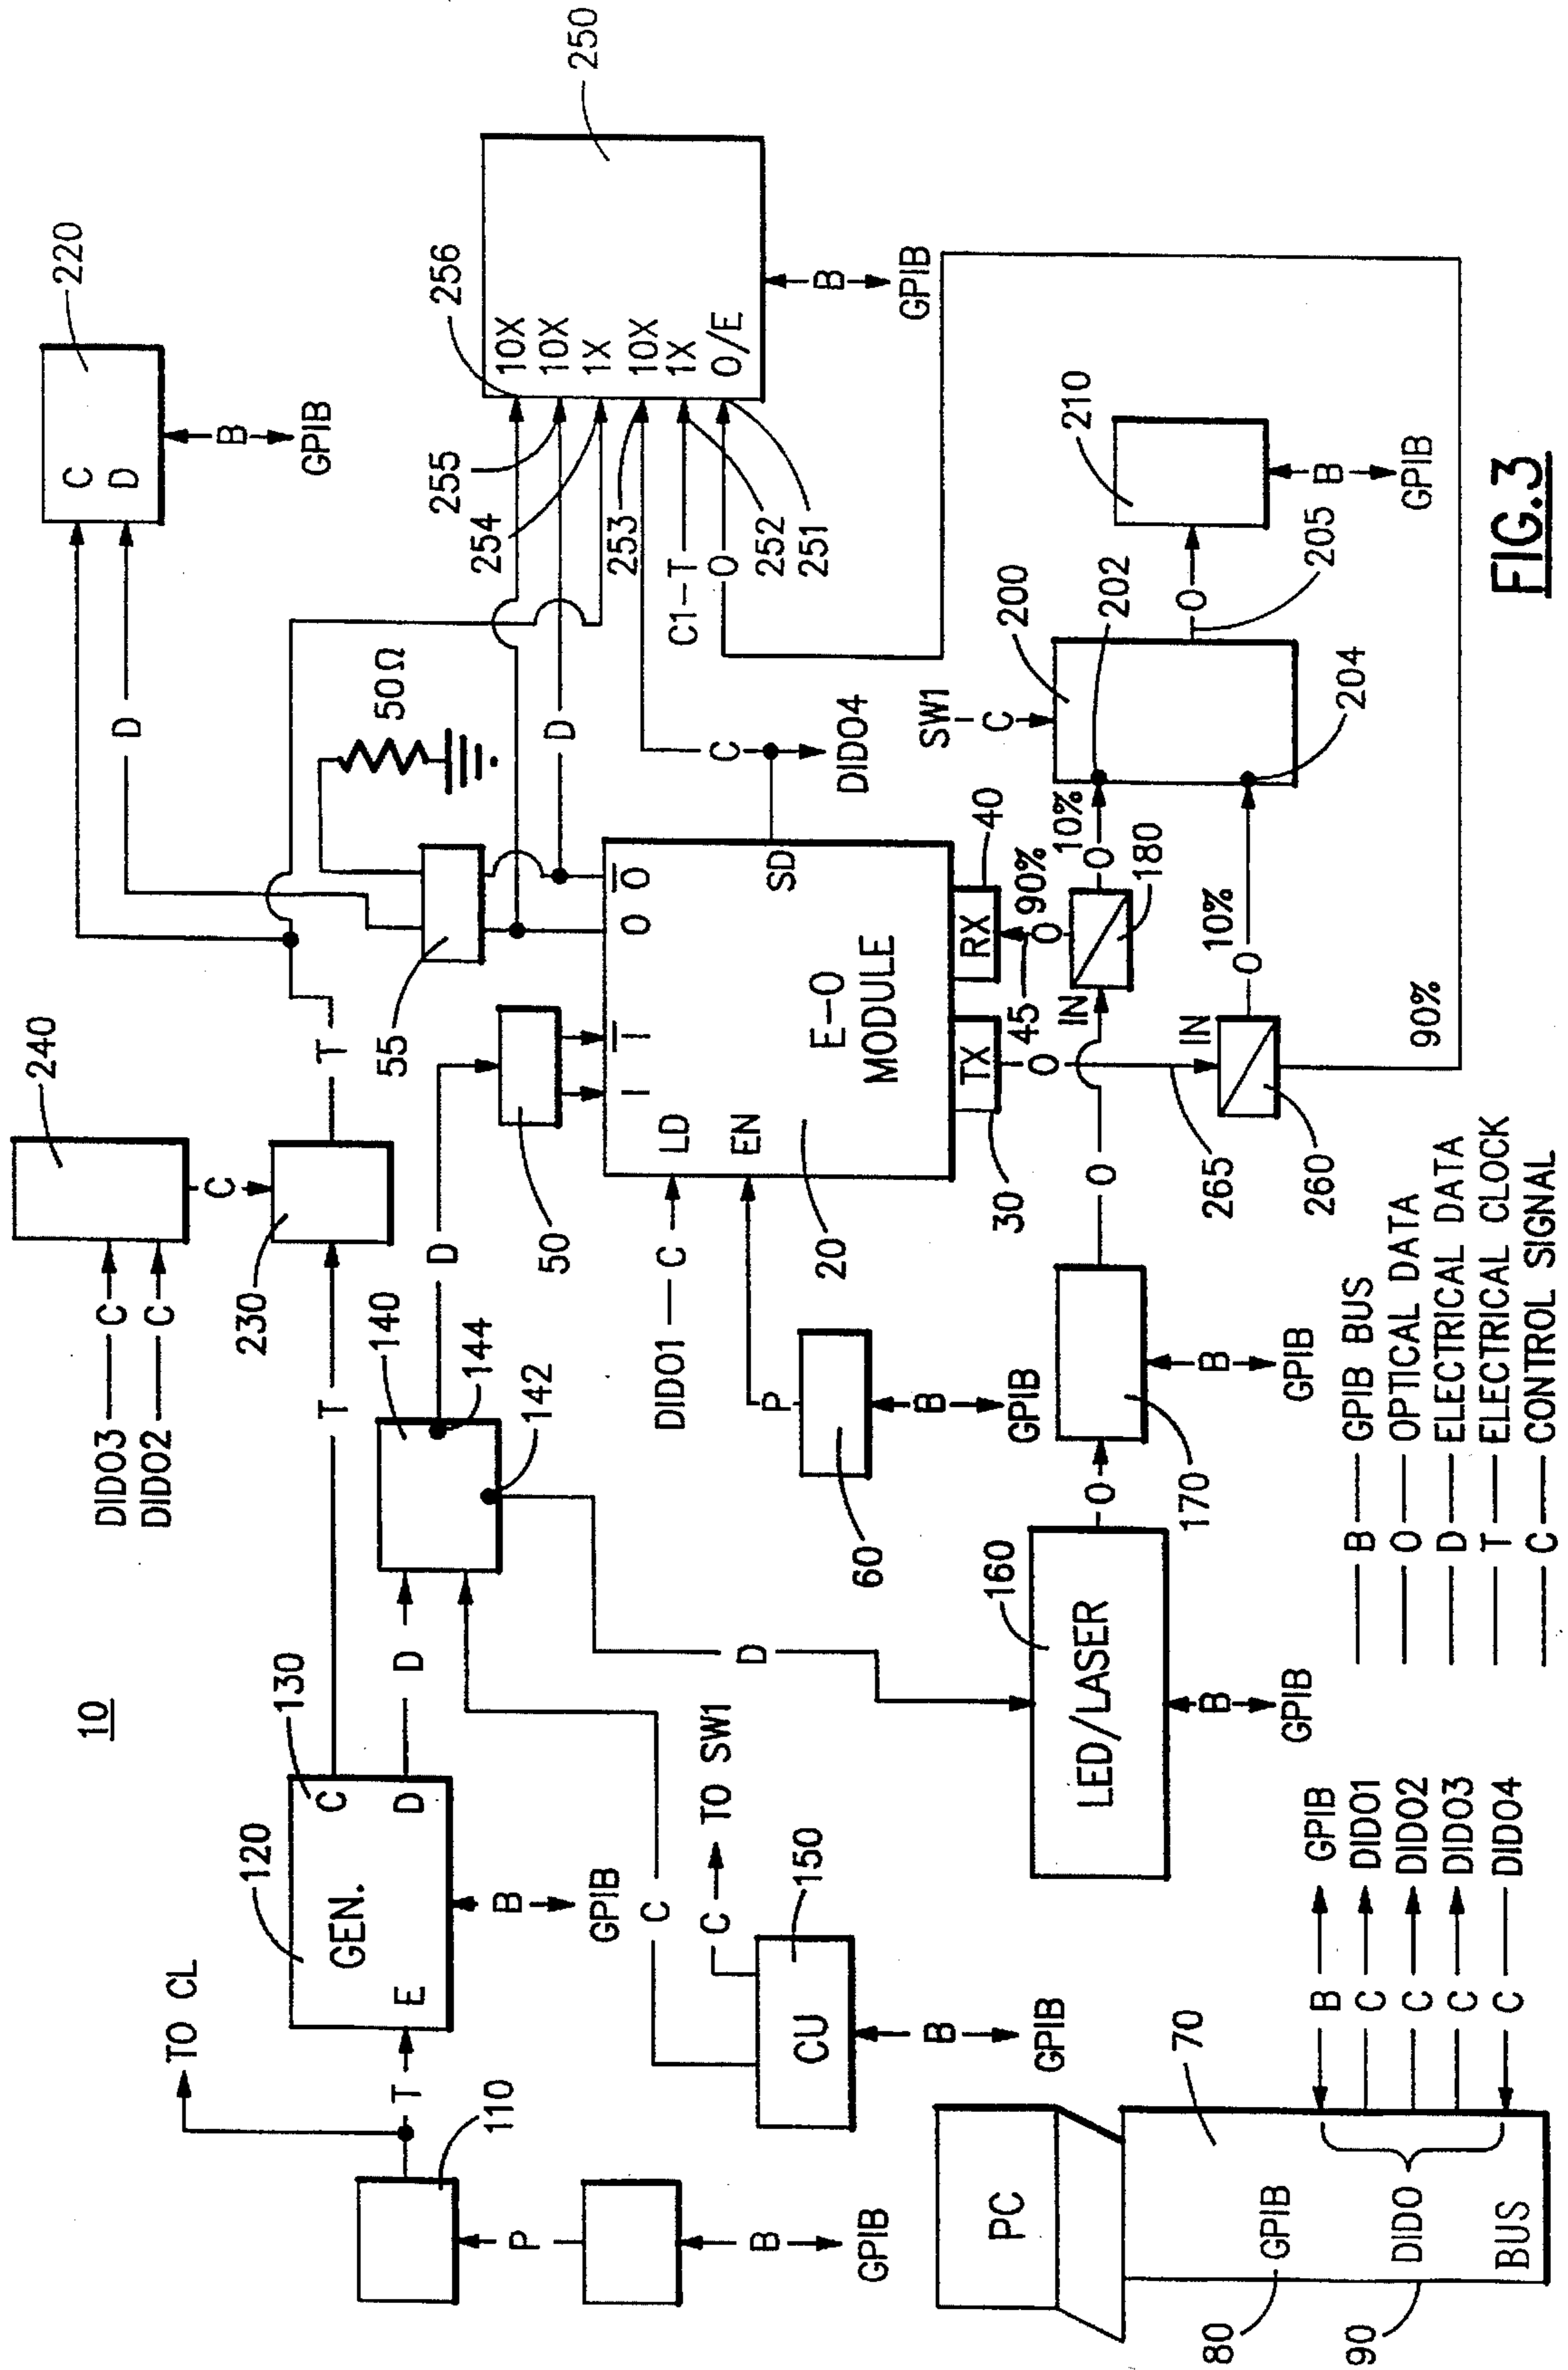 10
TO CL
110
T
P
B
GPIB
120
GEN.
E
C
D
130
B
GPIB
T
D
C
C
TO SW1
150
CU
B
GPIB
PC
70
80
GPIB
DIDO
90
BUS
B
GPIB
C
DIDO1
C
DIDO2
C
DIDO3
C
DIDO4
DIDO3
C
DIDO2
C
240
C
230
T
140
144
142
D
D
50
55
50Ω
D
220
C
D
B
GPIB
DIDO1
C
LD
EN
I
I
O
O
SD
E-O
MODULE
20
TX
RX
30
40
45
P
60
B
GPIB
160
LED/LASER
B
GPIB
O
170
B
GPIB
O
IN
180
O
90%
O
10%
O
265
IN
260
O
10%
90%
SW1
C
200
202
204
205
O
210
B
GPIB
C
DIDO4
D
C1-T
O
250
256
255
254
253
252
251
10X
10X
1X
10X
1X
O/E
B
GPIB
B GPIB BUS
O OPTICAL DATA
D ELECTRICAL DATA
T ELECTRICAL CLOCK
C CONTROL SIGNAL
FIG.3